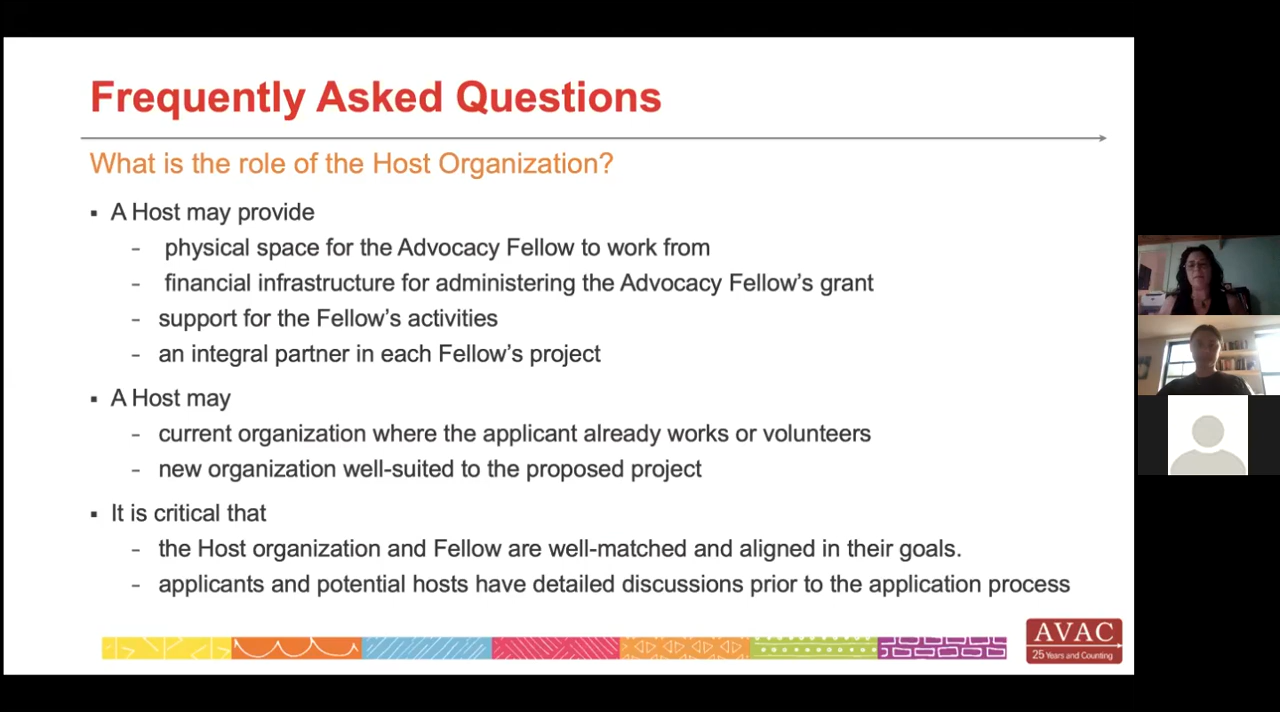 Frequently Asked Questions
What is the role of the Host Organization?
▪ A Host may provide
- physical space for the Advocacy Fellow to work from
- financial infrastructure for administering the Advocacy Fellow's grant
- support for the Fellow's activities
- an integral partner in each Fellow's project
▪ A Host may
- current organization where the applicant already works or volunteers
- new organization well-suited to the proposed project
▪ It is critical that
- the Host organization and Fellow are well-matched and aligned in their goals.
- applicants and potential hosts have detailed discussions prior to the application process
AVAC
25 Years and Counting